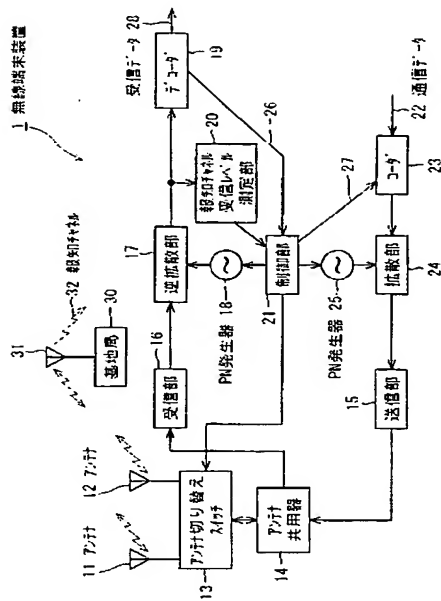 1 無線端末装置
受信データ 28
デコーダ
19
20
報知チャネル
受信レベル
測定部
26
22 通信データ
コーダ
23
27
逆拡散部
17
18
PN発生器
制御部
21
25
PN発生器
拡散部
24
32 報知チャネル
31
30
基地局
16
受信部
送信部
15
12 アンテナ
11 アンテナ
アンテナ切り替え
スイッチ
13
アンテナ
共用器
14